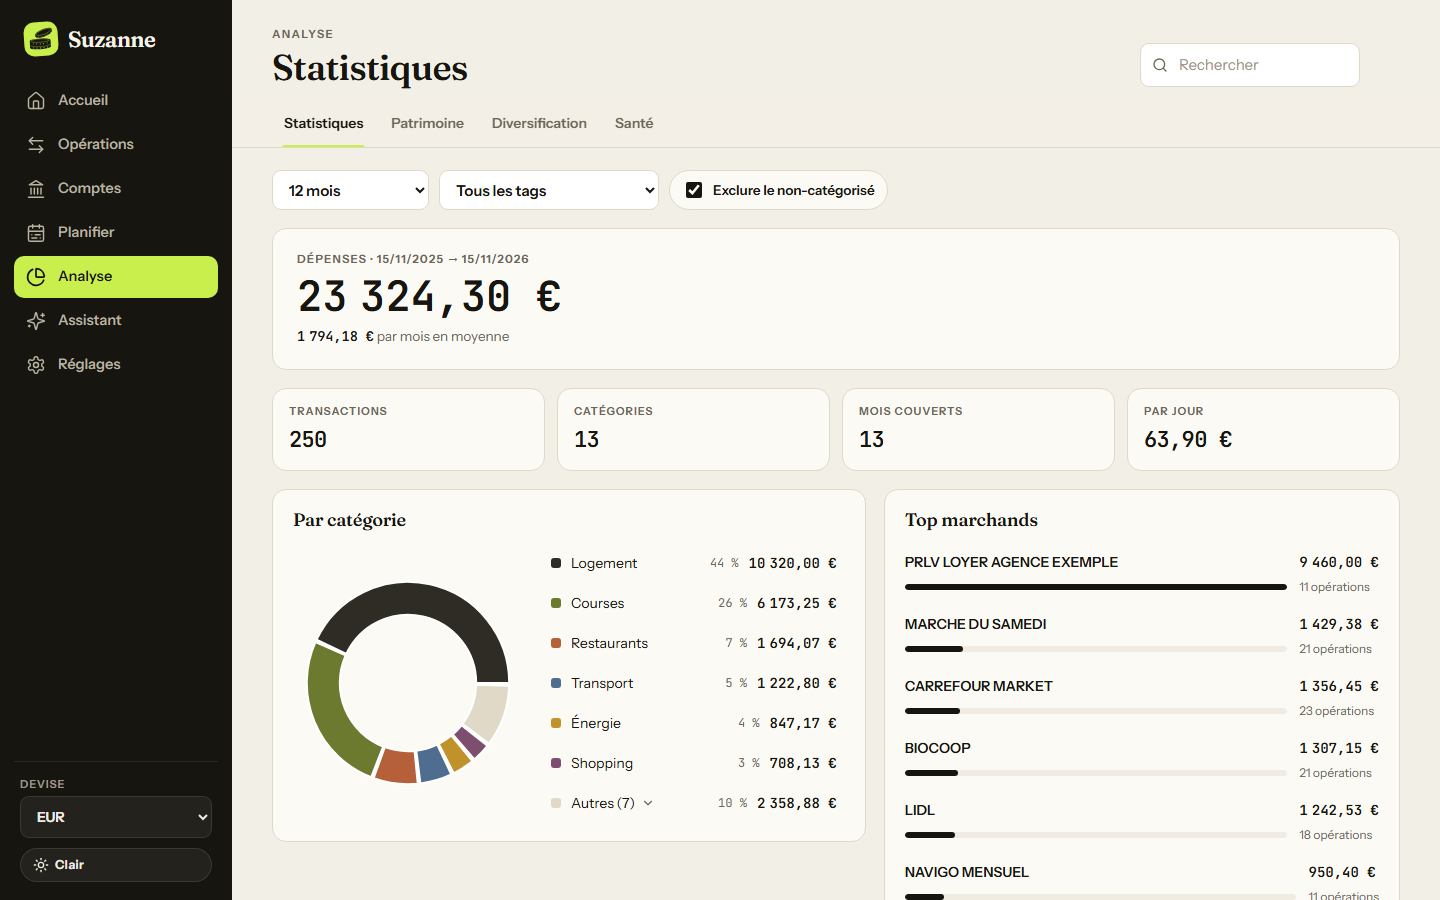 Suzanne
Accueil
Opérations
Comptes
Planifier
Analyse
Assistant
Réglages
DEVISE
EUR
Clair
ANALYSE
Statistiques
Rechercher
Statistiques Patrimoine Diversification Santé
12 mois Tous les tags Exclure le non-catégorisé
DÉPENSES · 15/11/2025 → 15/11/2026
23 324,30 €
1 794,18 € par mois en moyenne
TRANSACTIONS
250
CATÉGORIES
13
MOIS COUVERTS
13
PAR JOUR
63,90 €
Par catégorie
Logement 44 % 10 320,00 €
Courses 26 % 6 173,25 €
Restaurants 7 % 1 694,07 €
Transport 5 % 1 222,80 €
Énergie 4 % 847,17 €
Shopping 3 % 708,13 €
Autres (7) 10 % 2 358,88 €
Top marchands
PRLV LOYER AGENCE EXEMPLE 9 460,00 €
11 opérations
MARCHE DU SAMEDI 1 429,38 €
21 opérations
CARREFOUR MARKET 1 356,45 €
23 opérations
BIOCOOP 1 307,15 €
21 opérations
LIDL 1 242,53 €
18 opérations
NAVIGO MENSUEL 950,40 €
11 opérations